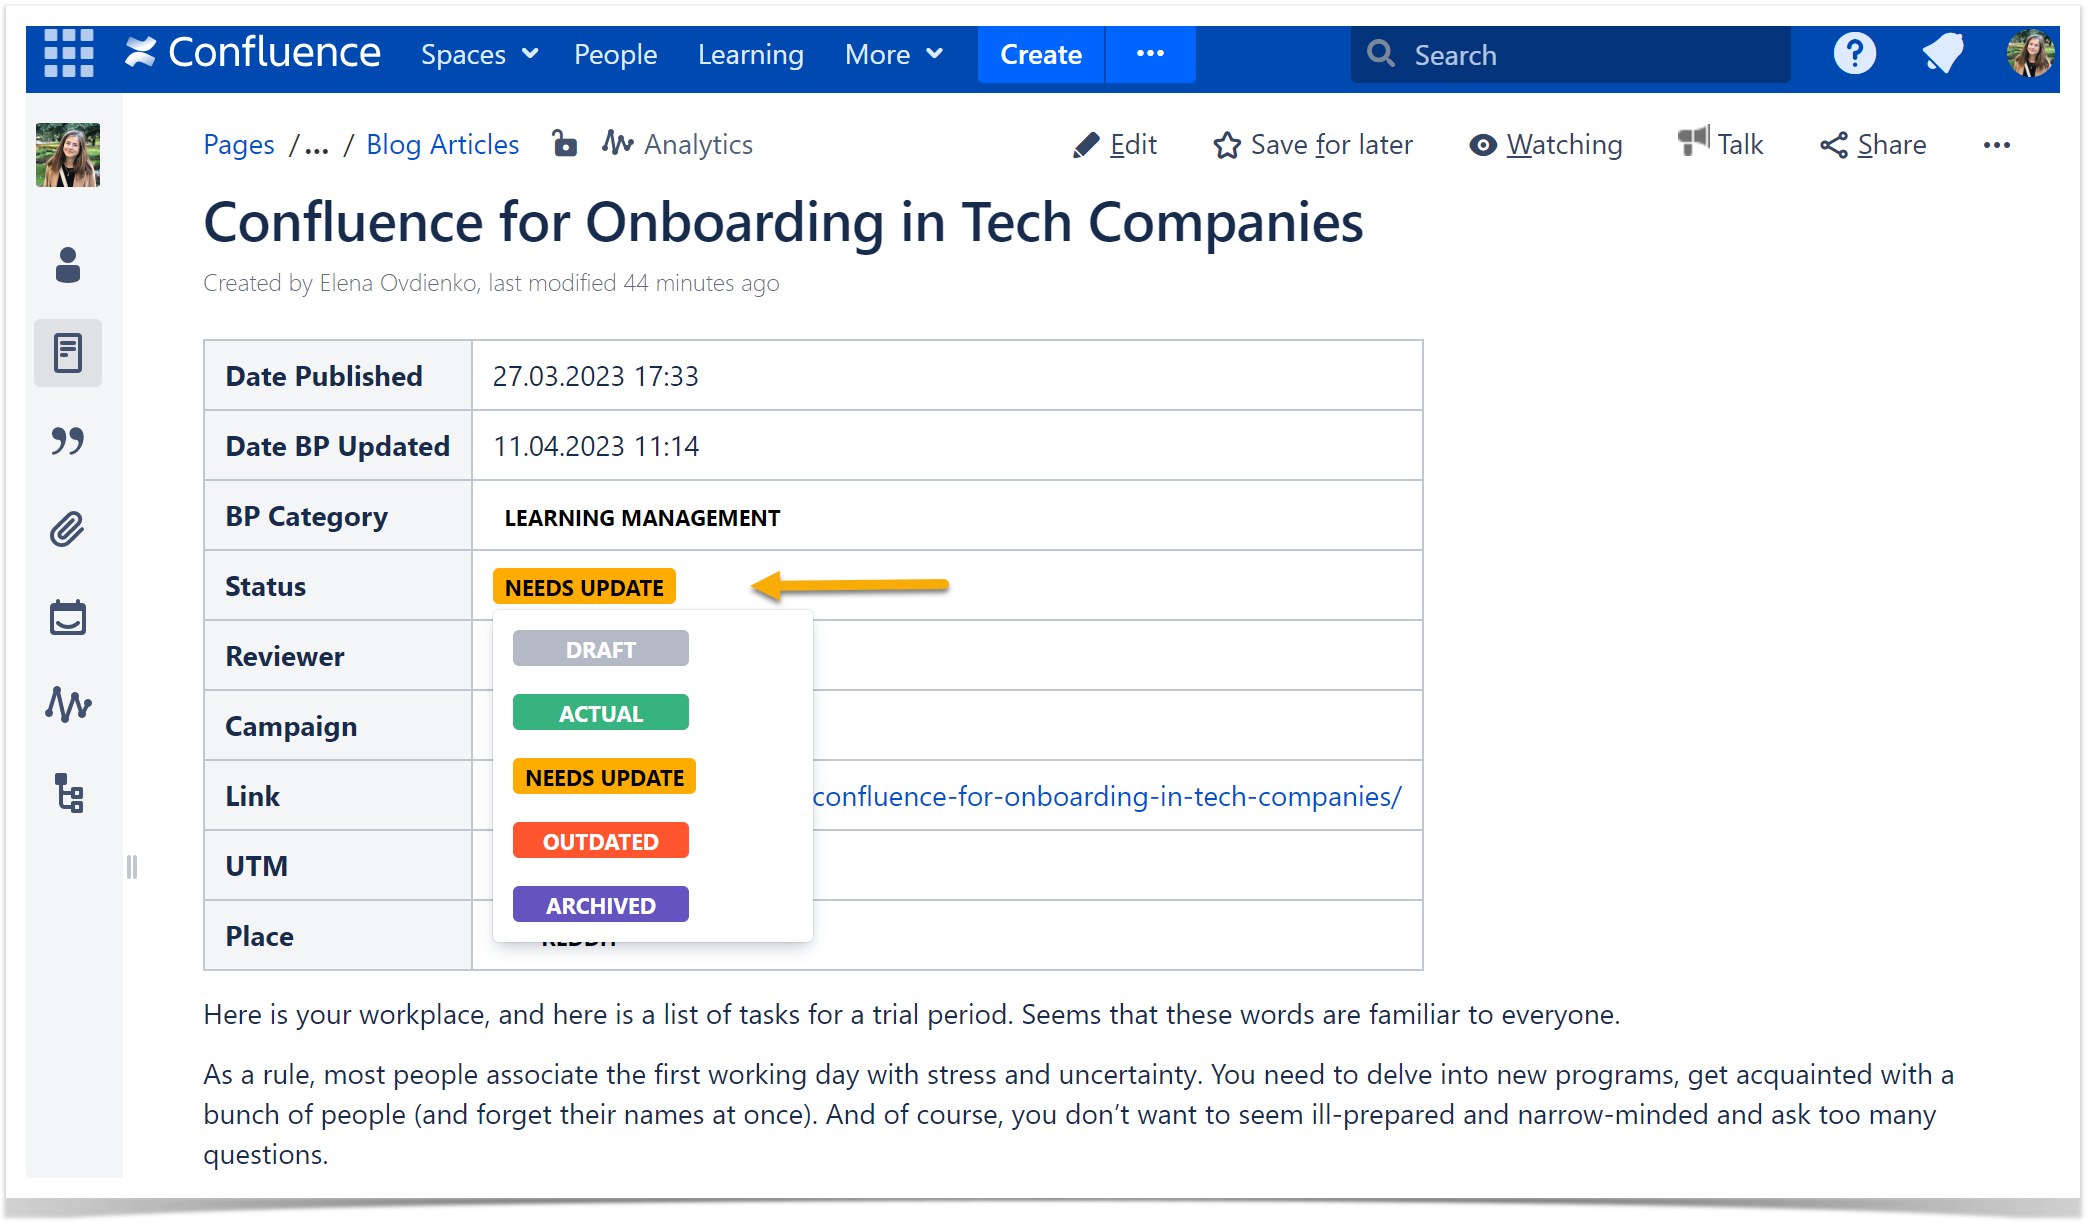 Confluence Spaces People Learning More Create ••• Search ?
Pages / ... / Blog Articles Analytics Edit Save for later Watching Talk Share •••
Confluence for Onboarding in Tech Companies
Created by Elena Ovdienko, last modified 44 minutes ago
Date Published 27.03.2023 17:33
Date BP Updated 11.04.2023 11:14
BP Category LEARNING MANAGEMENT
Status NEEDS UPDATE
DRAFT
Reviewer
ACTUAL
Campaign
NEEDS UPDATE
Link confluence-for-onboarding-in-tech-companies/
OUTDATED
UTM
ARCHIVED
Place
Here is your workplace, and here is a list of tasks for a trial period. Seems that these words are familiar to everyone.
As a rule, most people associate the first working day with stress and uncertainty. You need to delve into new programs, get acquainted with a
bunch of people (and forget their names at once). And of course, you don’t want to seem ill-prepared and narrow-minded and ask too many
questions.